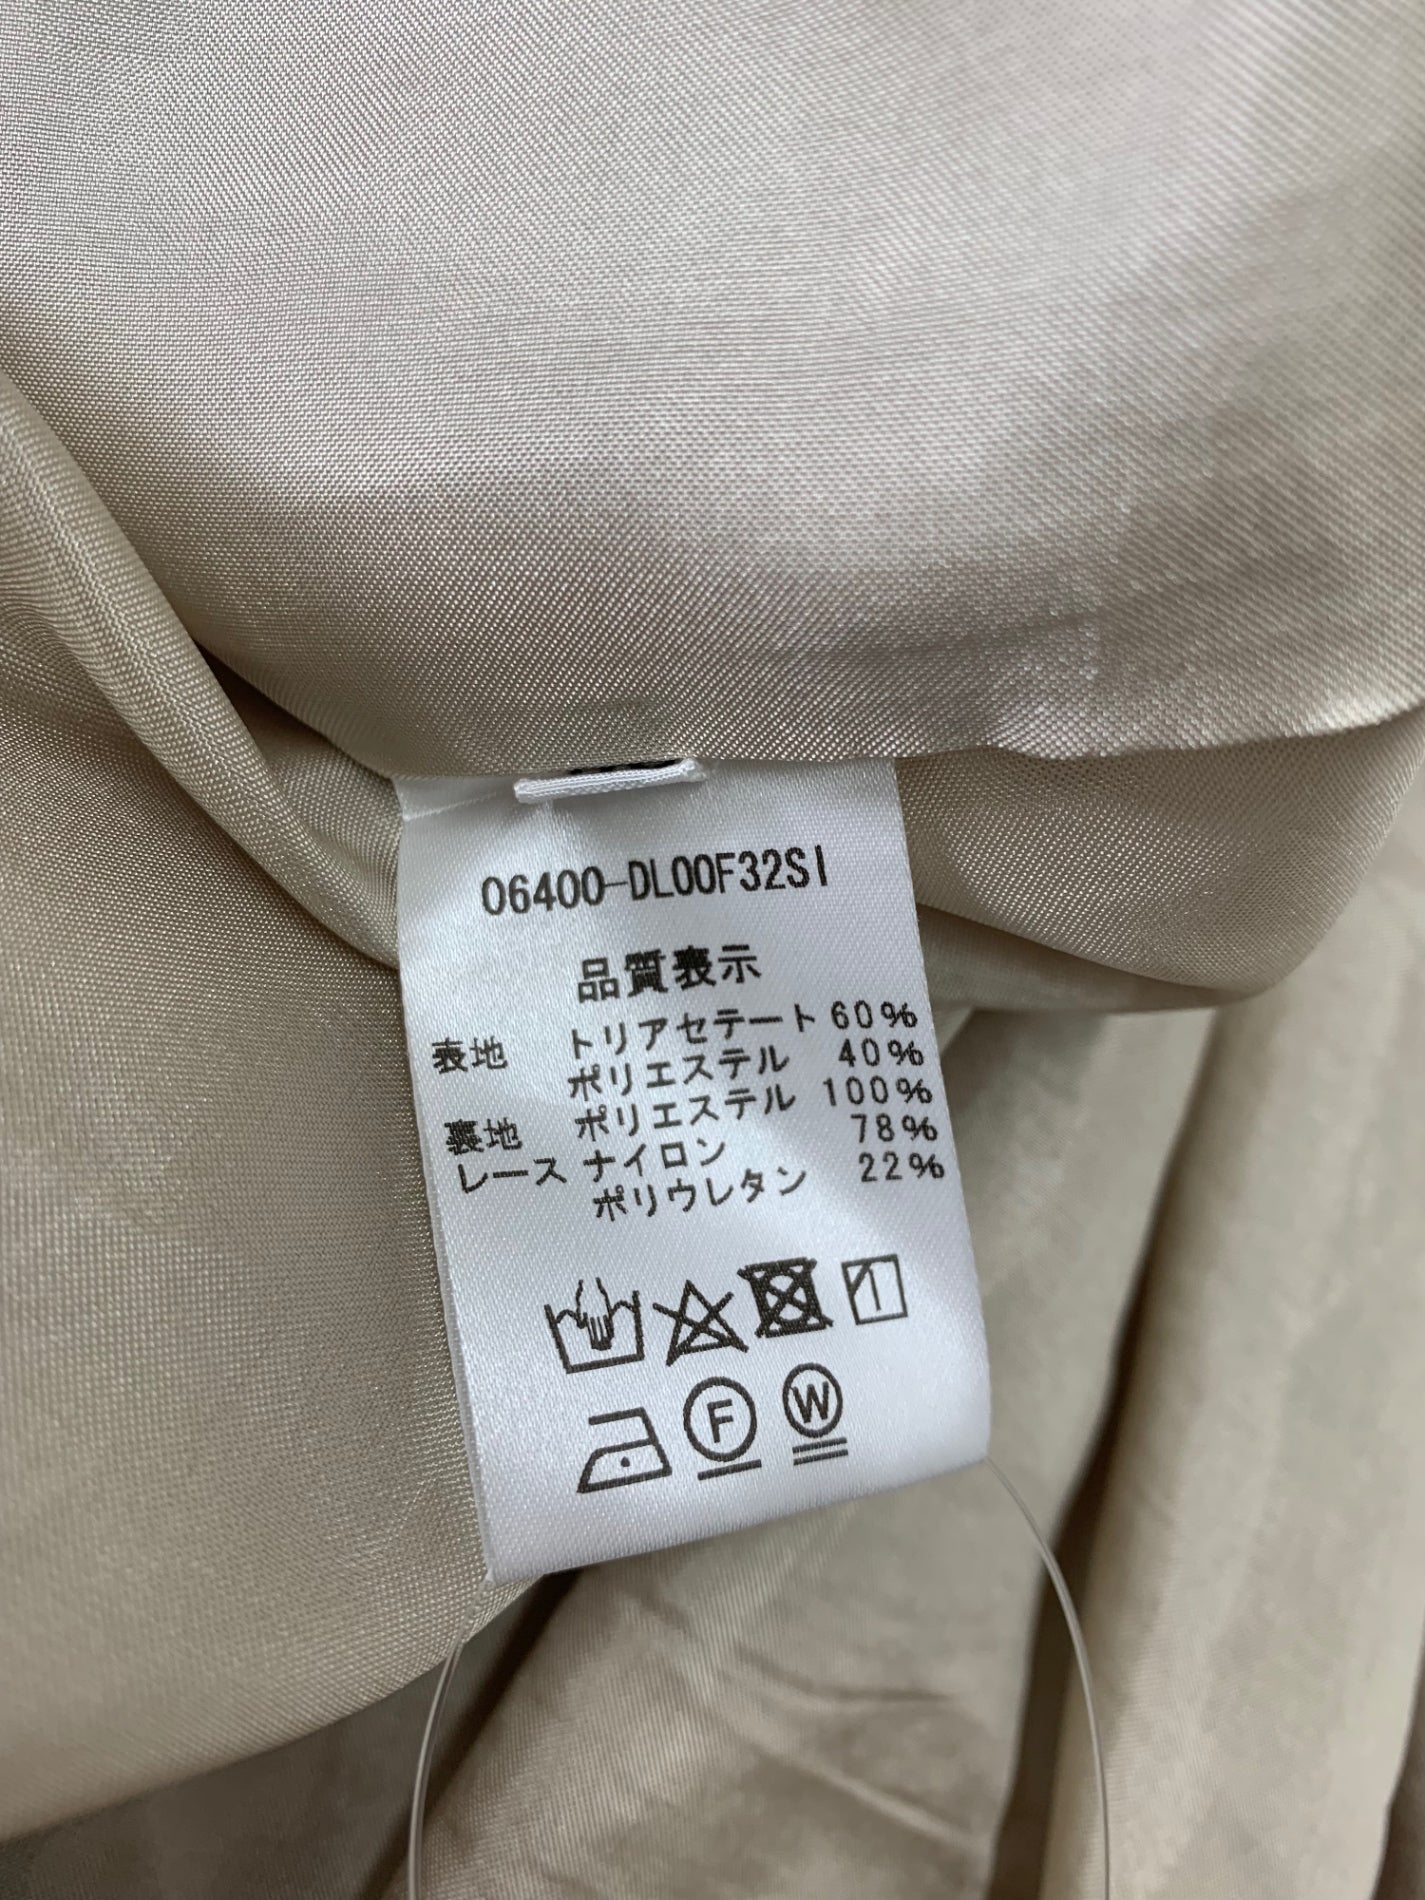 06400-DL00F32SI
品質表示
表地 トリアセテート 60%
ポリエステル 40%
裏地 ポリエステル 100%
レース ナイロン 78%
ポリウレタン 22%
F W